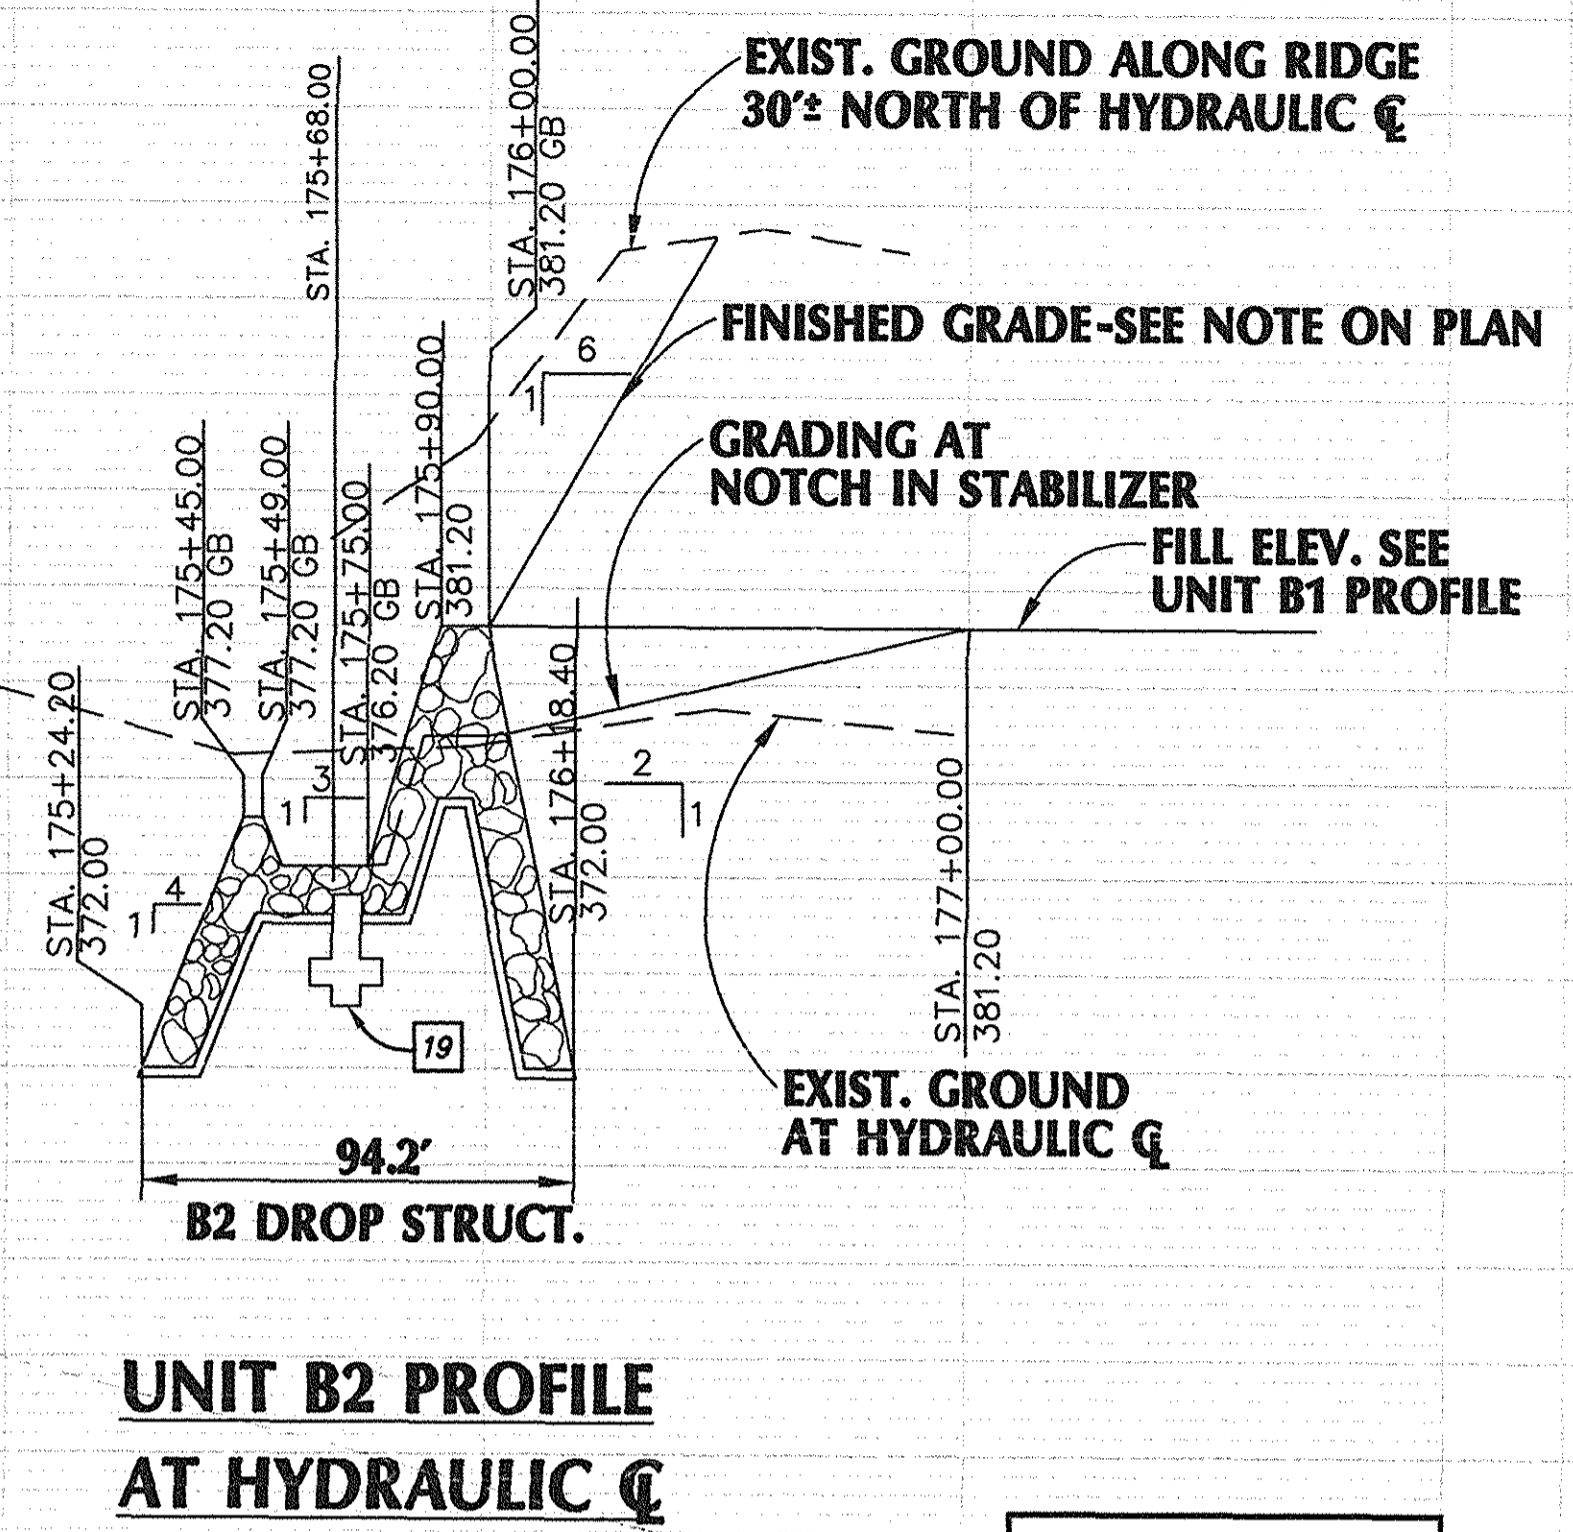 EXIST. GROUND ALONG RIDGE
30'± NORTH OF HYDRAULIC ℄
STA. 175+68.00
STA. 176+00.00
381.20 GB
FINISHED GRADE-SEE NOTE ON PLAN
6
1
GRADING AT
NOTCH IN STABILIZER
FILL ELEV. SEE
UNIT B1 PROFILE
STA. 175+45.00
377.20 GB
STA. 175+49.00
377.20 GB
STA. 175+75.00
376.20 GB
STA. 175+90.00
381.20
STA. 175+24.20
372.00
3
1
4
1
STA. 176+18.40
372.00
2
1
STA. 177+00.00
381.20
19
EXIST. GROUND
AT HYDRAULIC ℄
94.2'
B2 DROP STRUCT.
UNIT B2 PROFILE
AT HYDRAULIC ℄